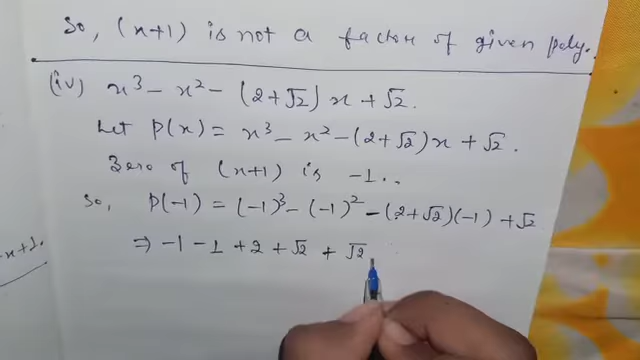 So, (x+1) is not a factor of given poly.
(iv) x³ - x² - (2+√2)x + √2.
Let P(x) = x³ - x² - (2+√2)x + √2.
Zero of (x+1) is -1..
So, P(-1) = (-1)³ - (-1)² - (2+√2)(-1) + √2
-x+1.
⇒ -1 - 1 + 2 + √2 + √2